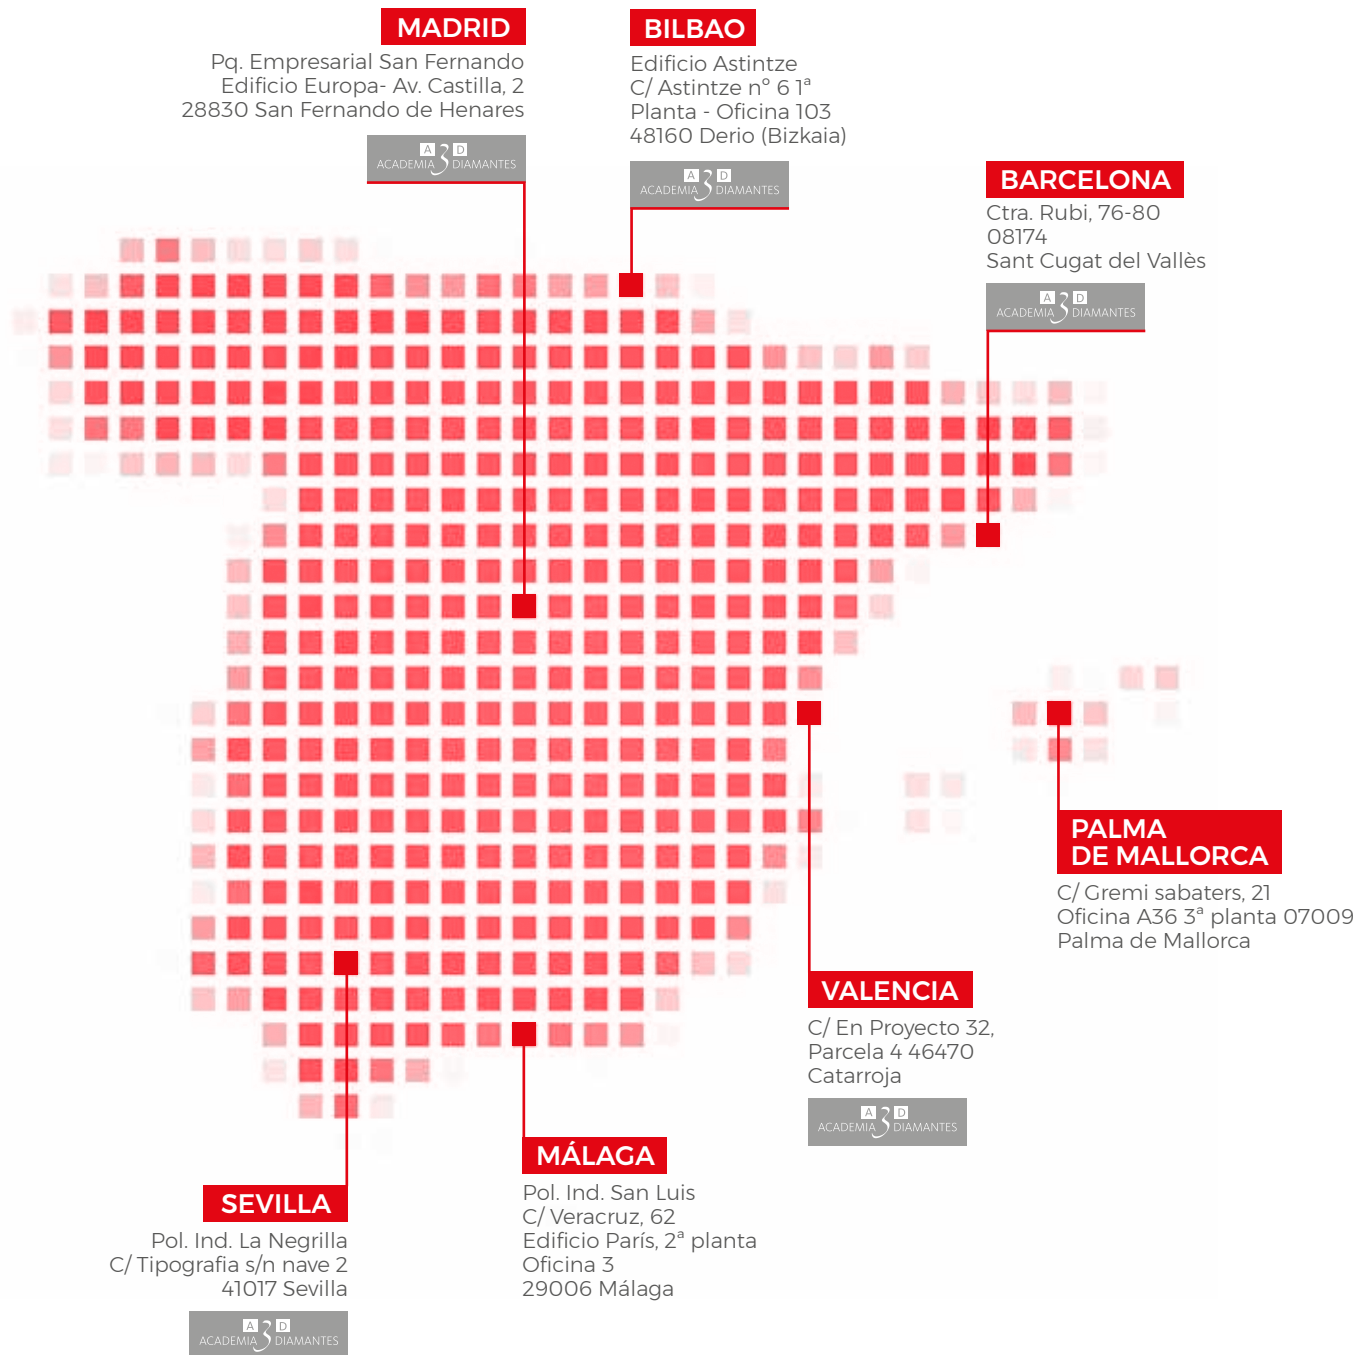 MADRID
Pq. Empresarial San Fernando
Edificio Europa- Av. Castilla, 2
28830 San Fernando de Henares
A 3 D
ACADEMIA DIAMANTES
BILBAO
Edificio Astintze
C/ Astintze nº 6 1ª
Planta - Oficina 103
48160 Derio (Bizkaia)
A 3 D
ACADEMIA DIAMANTES
BARCELONA
Ctra. Rubi, 76-80
08174
Sant Cugat del Vallès
A 3 D
ACADEMIA DIAMANTES
PALMA
DE MALLORCA
C/ Gremi sabaters, 21
Oficina A36 3ª planta 07009
Palma de Mallorca
VALENCIA
C/ En Proyecto 32,
Parcela 4 46470
Catarroja
A 3 D
ACADEMIA DIAMANTES
MÁLAGA
Pol. Ind. San Luis
C/ Veracruz, 62
Edificio París, 2ª planta
Oficina 3
29006 Málaga
SEVILLA
Pol. Ind. La Negrilla
C/ Tipografia s/n nave 2
41017 Sevilla
A 3 D
ACADEMIA DIAMANTES